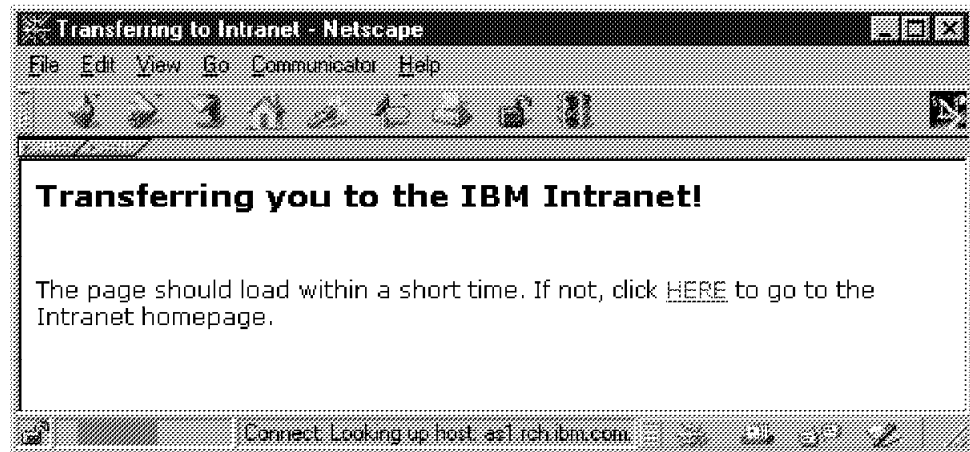 Transferring to Intranet - Netscape
File Edit View Go Communicator Help
Transferring you to the IBM Intranet!
The page should load within a short time. If not, click HERE to go to the
Intranet homepage.
Connect: Looking up host: as1.rch.ibm.com.